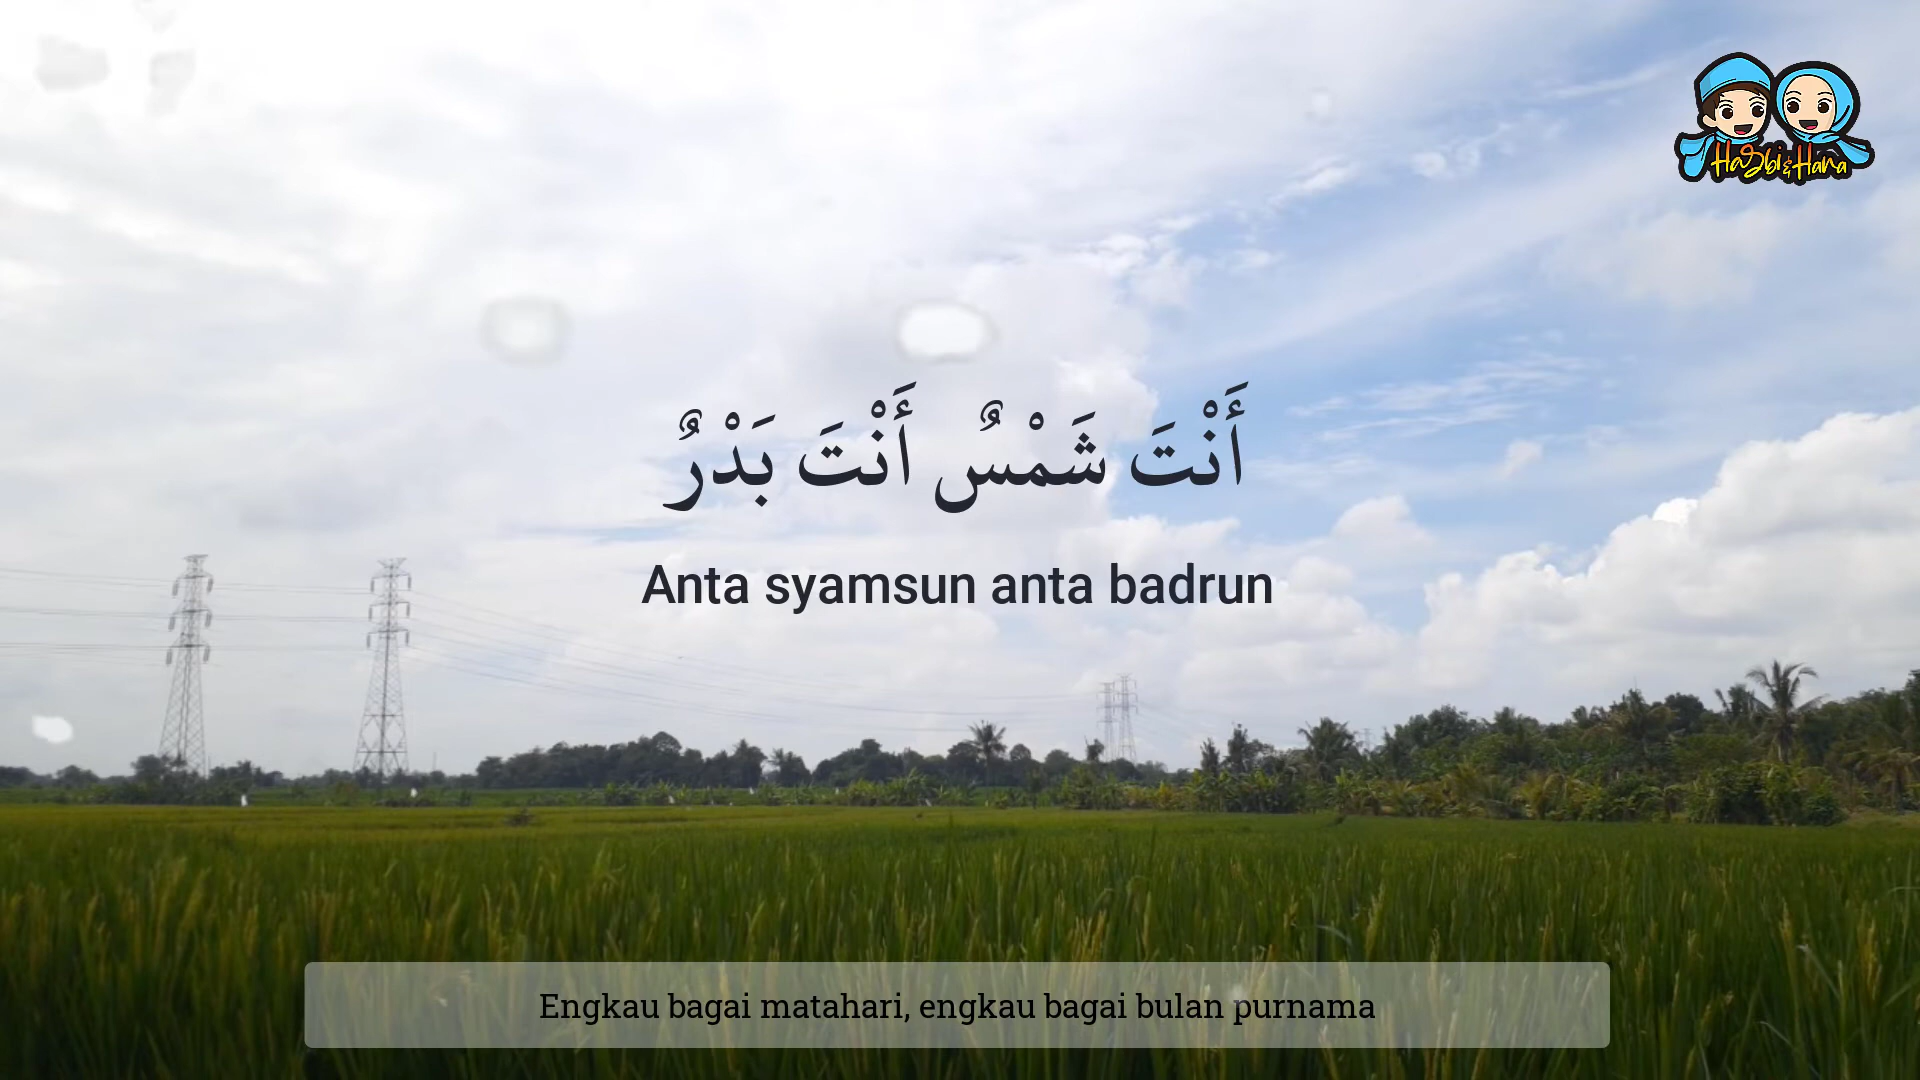 Hasbi & Hana
أَنْتَ شَمْسٌ أَنْتَ بَدْرٌ
Anta syamsun anta badrun
Engkau bagai matahari, engkau bagai bulan purnama